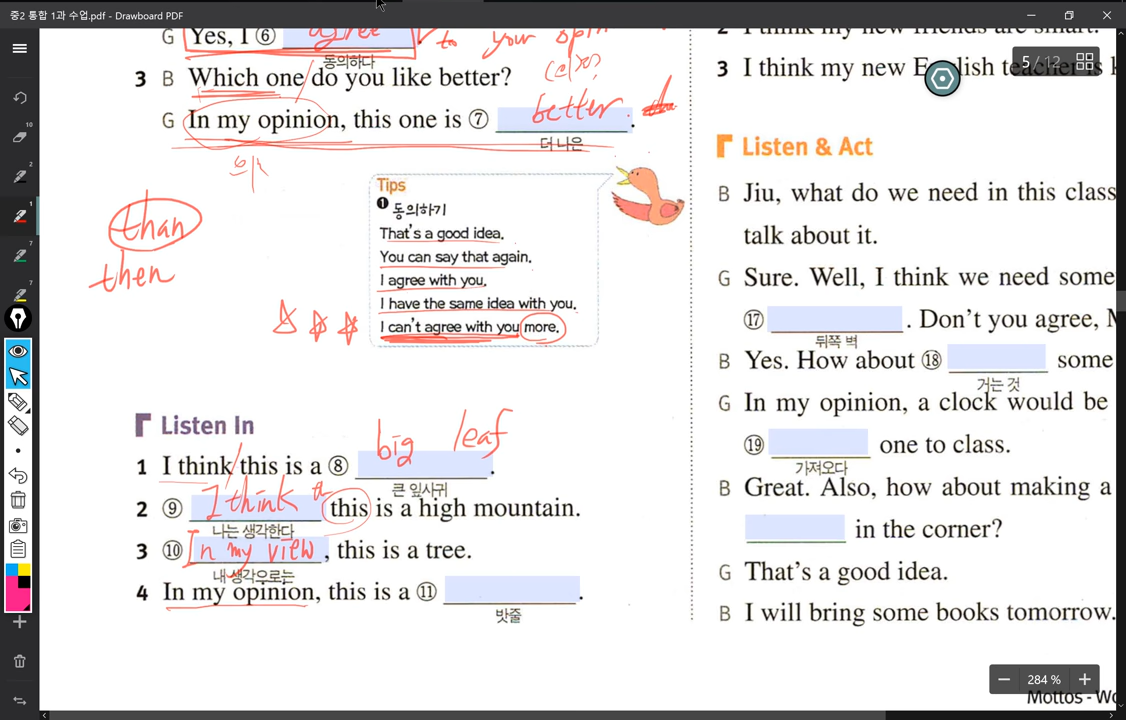 중2 통합 1과 수업.pdf - Drawboard PDF
G Yes, I ⑥ agree to your
동의하다
3 B Which one do you like better?
G In my opinion, this one is ⑦ better.
더 나은
than
then
Tips
❶ 동의하기
That's a good idea.
You can say that again.
I agree with you.
I have the same idea with you.
I can't agree with you more.
Listen In
1 I think this is a ⑧ big leaf.
큰 잎사귀
2 ⑨ I think this is a high mountain.
나는 생각한다
3 ⑩ In my view, this is a tree.
내 생각으로는
4 In my opinion, this is a ⑪ .
밧줄
5 / 12
3 I think my new English teacher is
Listen & Act
B Jiu, what do we need in this class
talk about it.
G Sure. Well, I think we need some
⑰ . Don't you agree,
뒤쪽 벽
B Yes. How about ⑱ some
거는 것
G In my opinion, a clock would be
⑲ one to class.
가져오다
B Great. Also, how about making a
in the corner?
G That's a good idea.
B I will bring some books tomorrow.
284 %
Mottos -